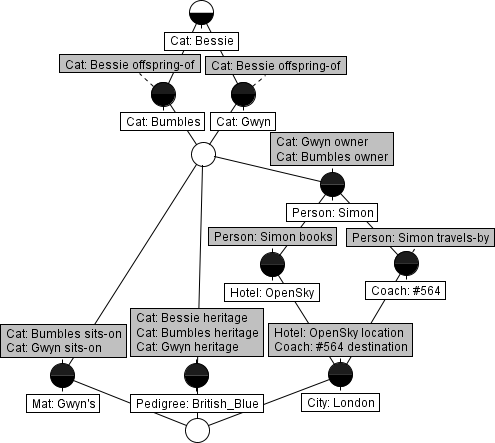 Cat: Bessie
Cat: Bessie offspring-of
Cat: Bessie offspring-of
Cat: Bumbles
Cat: Gwyn
Cat: Gwyn owner
Cat: Bumbles owner
Person: Simon
Person: Simon books
Person: Simon travels-by
Hotel: OpenSky
Coach: #564
Cat: Bumbles sits-on
Cat: Gwyn sits-on
Cat: Bessie heritage
Cat: Bumbles heritage
Cat: Gwyn heritage
Hotel: OpenSky location
Coach: #564 destination
Mat: Gwyn's
Pedigree: British_Blue
City: London